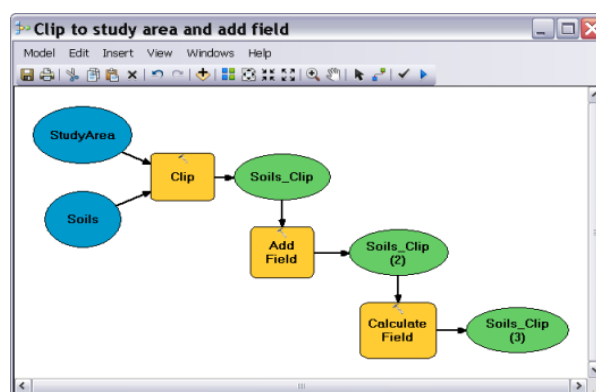 Clip to study area and add field
Model Edit Insert View Windows Help
StudyArea
Soils
Clip
Soils_Clip
Add
Field
Soils_Clip
(2)
Calculate
Field
Soils_Clip
(3)